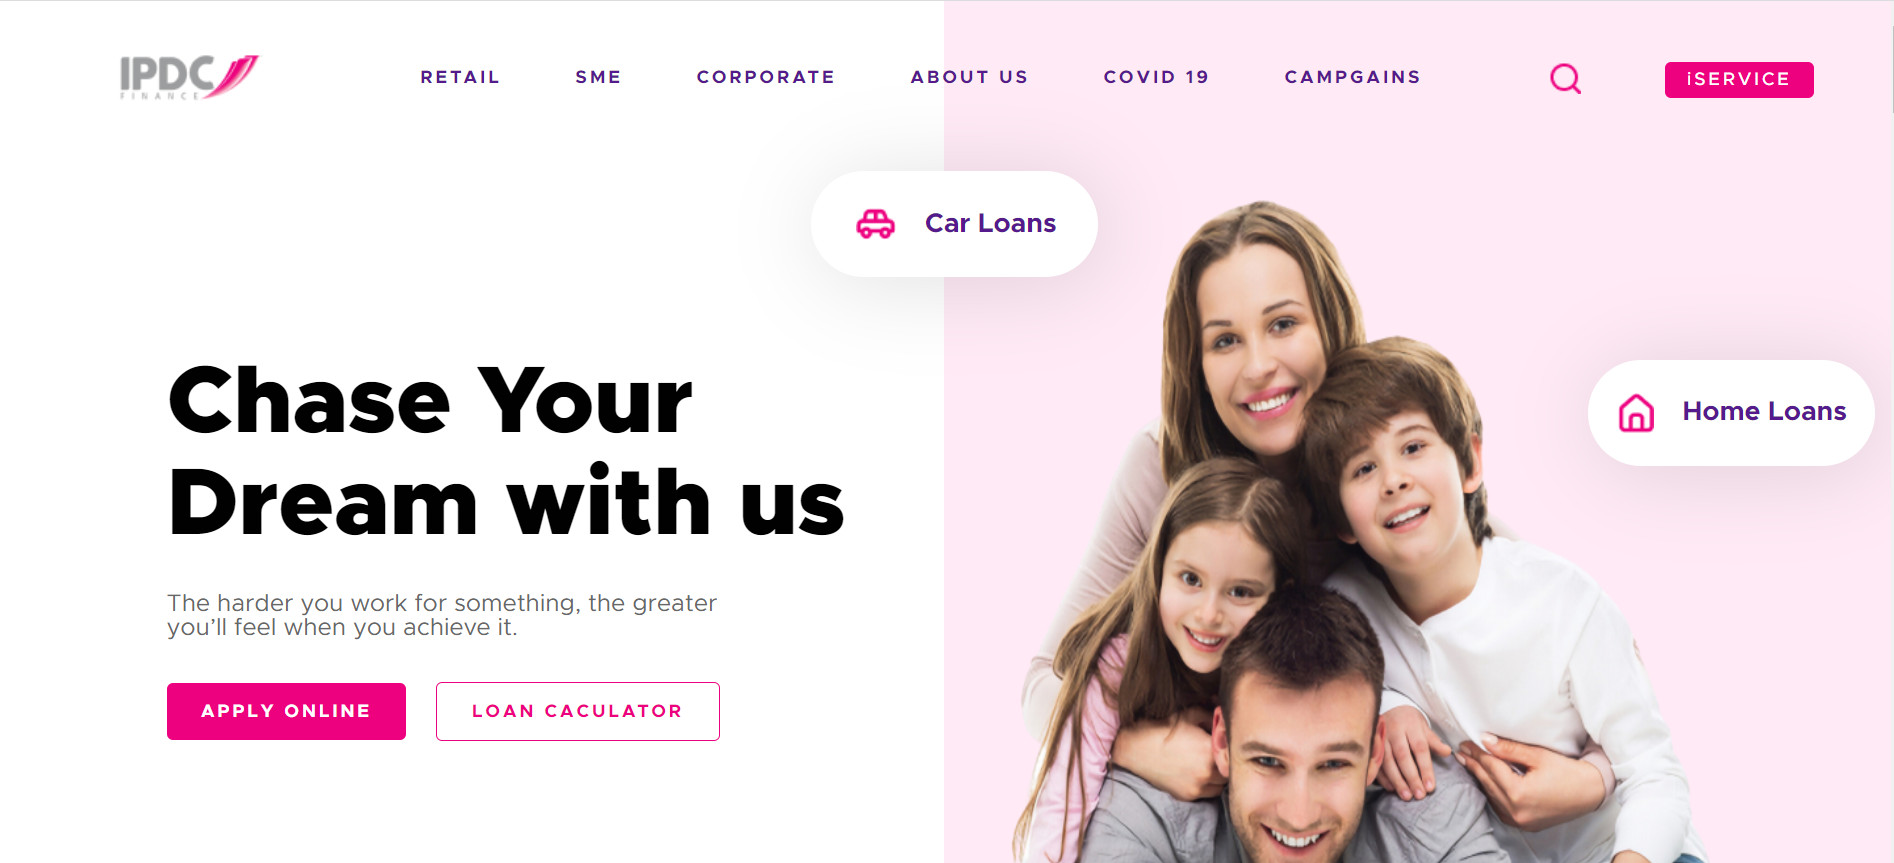 IPDC
FINANCE
RETAIL SME CORPORATE ABOUT US COVID 19 CAMPGAINS
iSERVICE
Car Loans
Home Loans
Chase Your
Dream with us
The harder you work for something, the greater
you’ll feel when you achieve it.
APPLY ONLINE
LOAN CACULATOR